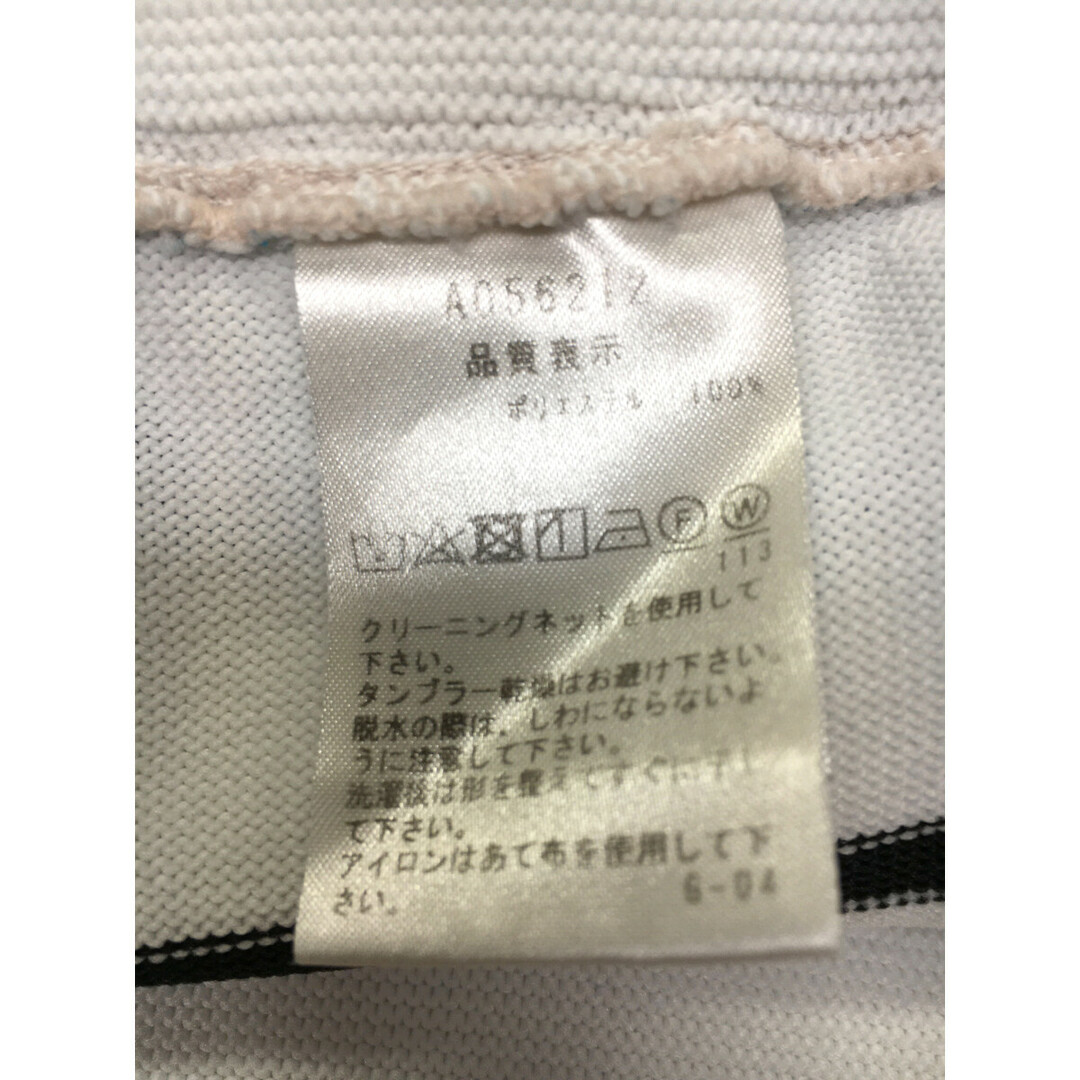 A056212
品質表示
ポリエステル 100%
F W
113
クリーニングネットを使用して
下さい。
タンブラー乾燥はお避け下さい。
脱水の際は、しわにならないよ
うに注意して下さい。
洗濯後は形を整えてすぐに干し
て下さい。
アイロンはあて布を使用して下
さい。
6-04